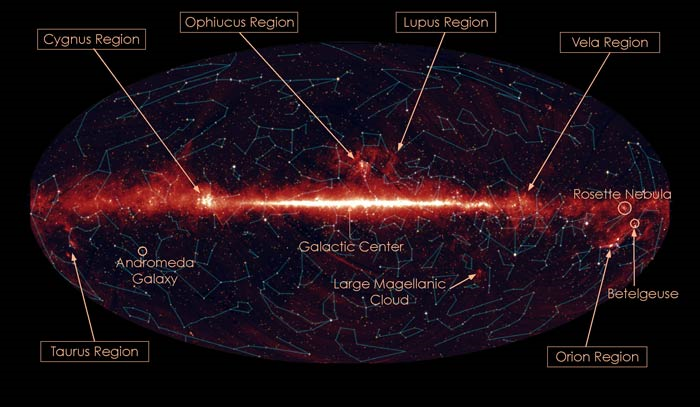 Ophiucus Region
Lupus Region
Cygnus Region
Vela Region
Rosette Nebula
Galactic Center
Andromeda
Galaxy
Large Magellanic
Cloud
Betelgeuse
Taurus Region
Orion Region